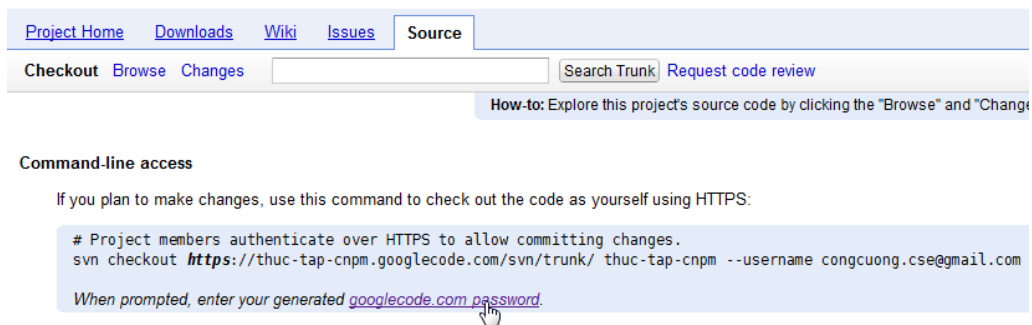 Project Home Downloads Wiki Issues Source
Checkout Browse Changes Search Trunk Request code review
How-to: Explore this project's source code by clicking the "Browse" and "Change
Command-line access
If you plan to make changes, use this command to check out the code as yourself using HTTPS:
# Project members authenticate over HTTPS to allow committing changes.
svn checkout https://thuc-tap-cnpm.googlecode.com/svn/trunk/ thuc-tap-cnpm --username congcuong.cse@gmail.com
When prompted, enter your generated googlecode.com password.